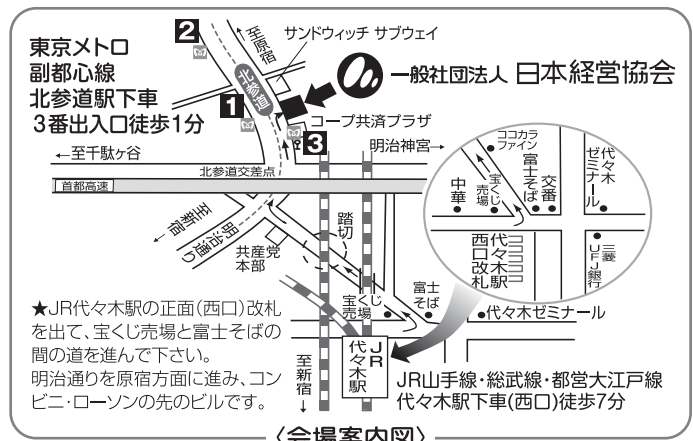 東京メトロ
副都心線
北参道駅下車
3番出入口徒歩1分
2
至原宿
サンドウィッチ サブウェイ
北参道
1
一般社団法人 日本経営協会
3
コープ共済プラザ
←至千駄ヶ谷
明治神宮→
北参道交差点
首都高速
至新宿
明治通り
共産党
本部
踏切
宝くじ
売場
富士
そば
代々木ゼミナール
ココカラ
ファイン
中華
宝くじ
売場
富士そば
交番
代々木
ゼミナール
代々木駅
西口改札
三菱
UFJ銀行
★JR代々木駅の正面(西口)改札
を出て、宝くじ売場と富士そばの
間の道を進んで下さい。
明治通りを原宿方面に進み、コン
ビニ・ローソンの先のビルです。
至新宿
↓
JR
代々木駅
JR山手線・総武線・都営大江戸線
代々木駅下車(西口)徒歩7分
〈会場案内図〉